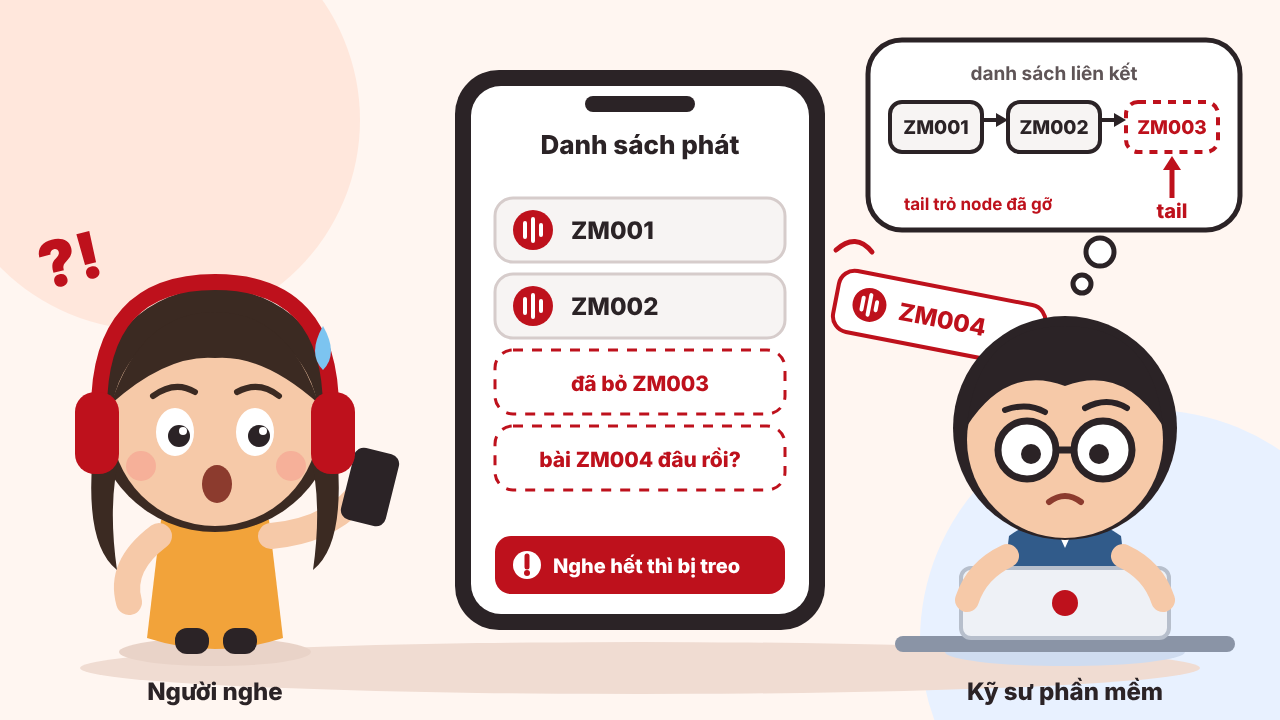 danh sách liên kết
ZM001
ZM002
ZM003
tail trỏ node đã gỡ
tail
Danh sách phát
ZM001
ZM002
đã bỏ ZM003
bài ZM004 đâu rồi?
Nghe hết thì bị treo
ZM004
?!
Người nghe
Kỹ sư phần mềm